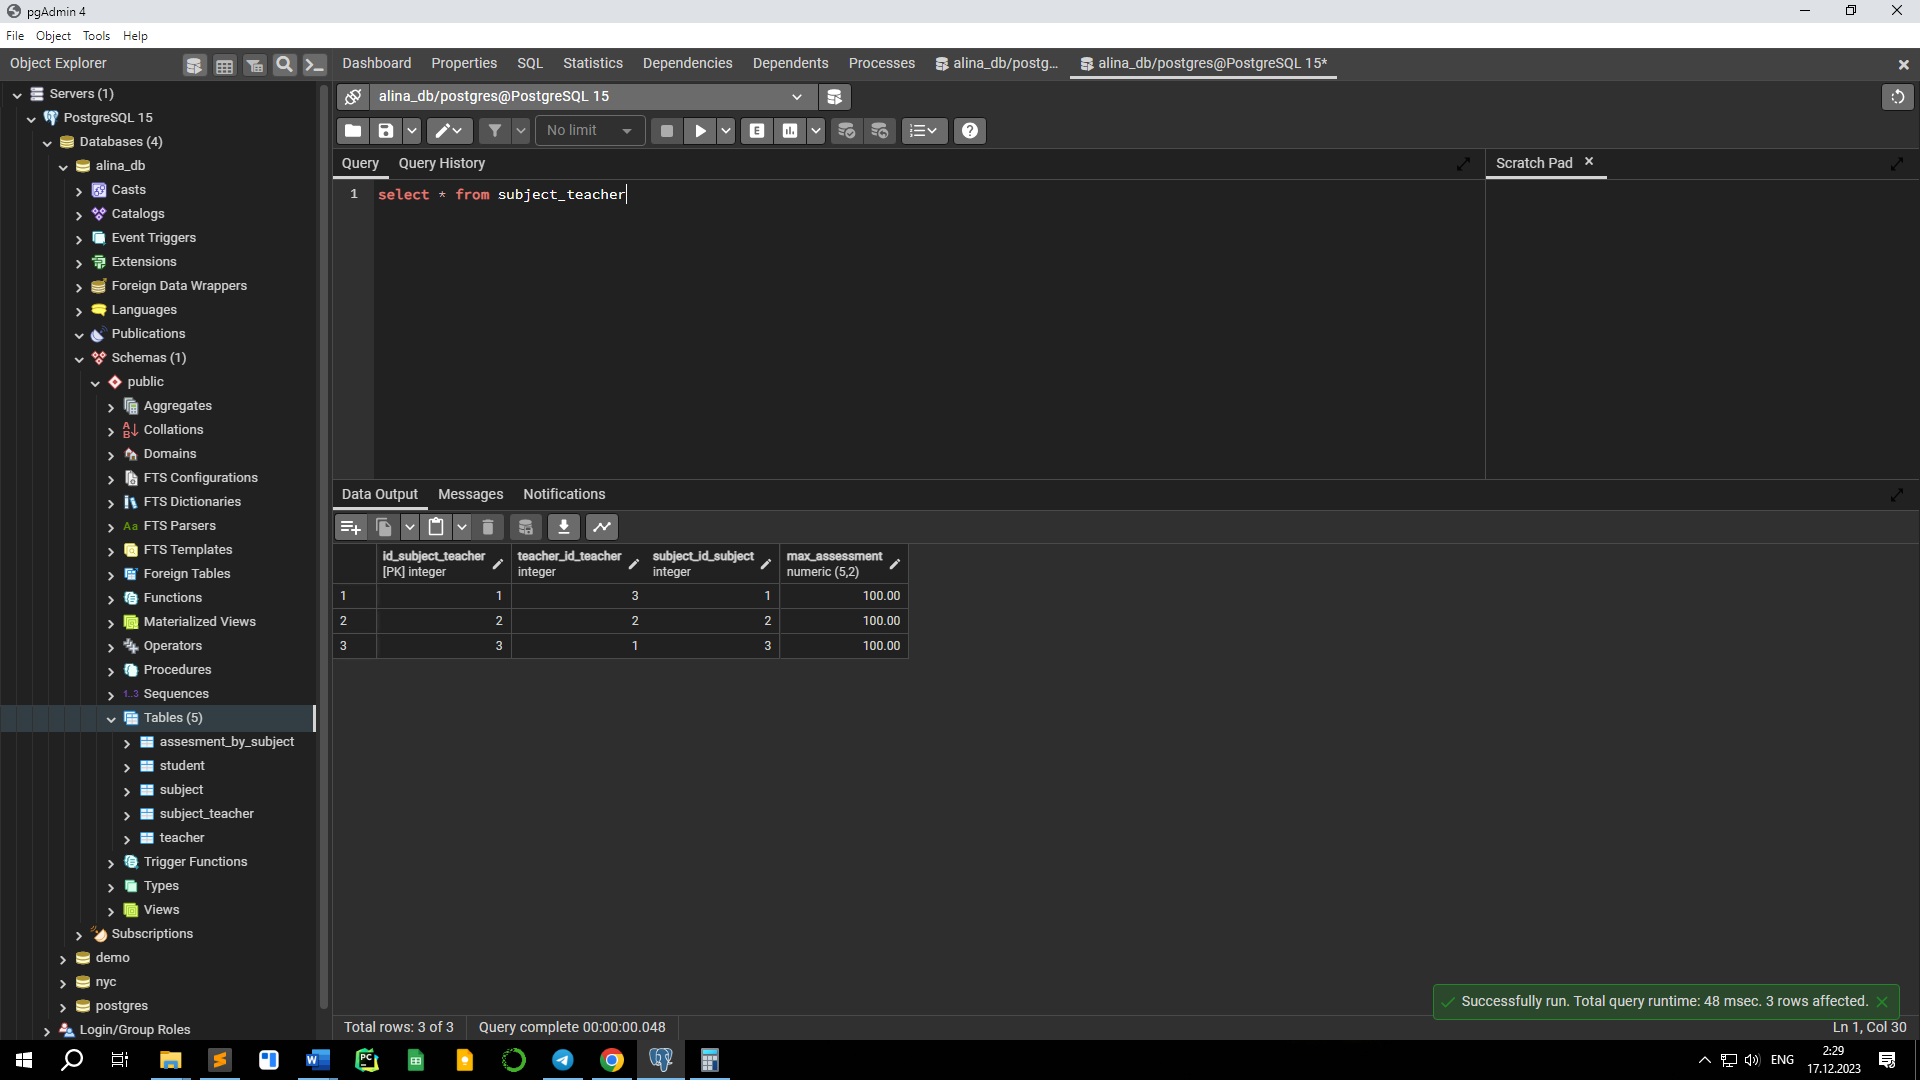 pgAdmin 4
File Object Tools Help
Object Explorer
Dashboard Properties SQL Statistics Dependencies Dependents Processes alina_db/postg... alina_db/postgres@PostgreSQL 15*
alina_db/postgres@PostgreSQL 15
No limit
E
Query Query History
Scratch Pad
1 select * from subject_teacher
Servers (1)
PostgreSQL 15
Databases (4)
alina_db
Casts
Catalogs
Event Triggers
Extensions
Foreign Data Wrappers
Languages
Publications
Schemas (1)
public
Aggregates
Collations
Domains
FTS Configurations
FTS Dictionaries
Aa FTS Parsers
FTS Templates
Foreign Tables
Functions
Materialized Views
Operators
Procedures
1..3 Sequences
Tables (5)
assesment_by_subject
student
subject
subject_teacher
teacher
Trigger Functions
Types
Views
Subscriptions
demo
nyc
postgres
Login/Group Roles
Data Output Messages Notifications
id_subject_teacher teacher_id_teacher subject_id_subject max_assessment
[PK] integer integer integer numeric (5,2)
1 1 3 1 100.00
2 2 2 2 100.00
3 3 1 3 100.00
Successfully run. Total query runtime: 48 msec. 3 rows affected.
Total rows: 3 of 3 Query complete 00:00:00.048
Ln 1, Col 30
ENG
2:29
17.12.2023